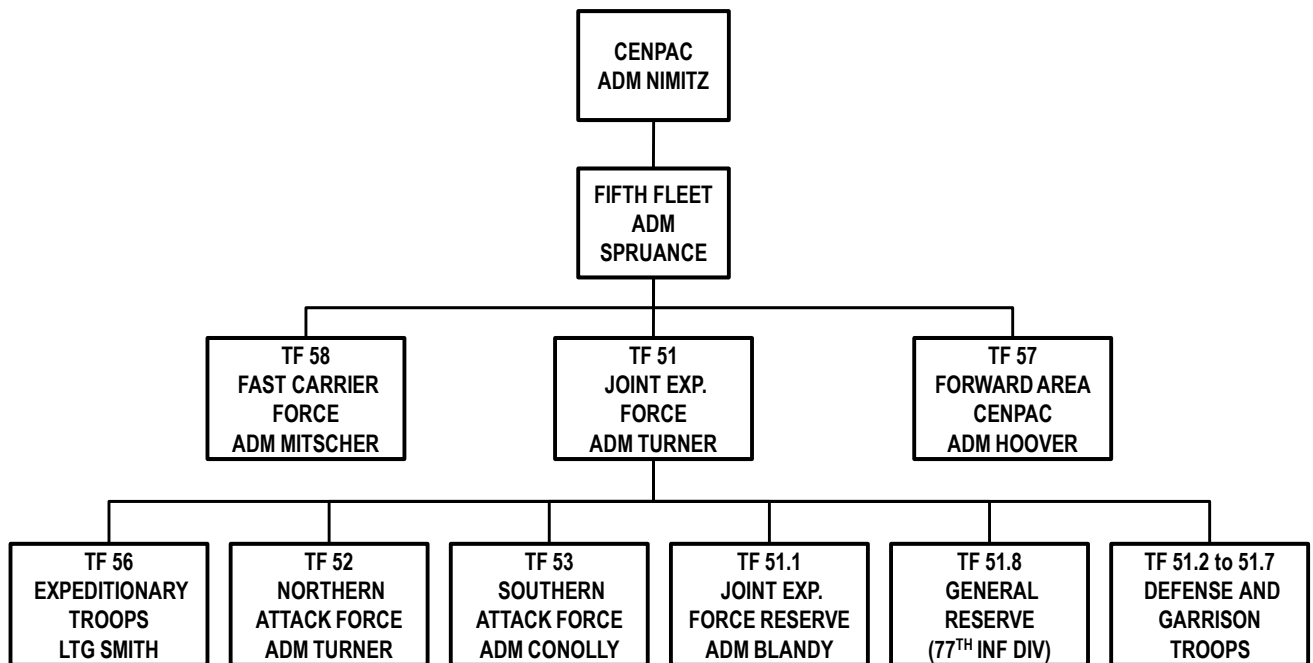 CENPAC
ADM NIMITZ
FIFTH FLEET
ADM
SPRUANCE
TF 58
FAST CARRIER
FORCE
ADM MITSCHER
TF 51
JOINT EXP.
FORCE
ADM TURNER
TF 57
FORWARD AREA
CENPAC
ADM HOOVER
TF 56
EXPEDITIONARY
TROOPS
LTG SMITH
TF 52
NORTHERN
ATTACK FORCE
ADM TURNER
TF 53
SOUTHERN
ATTACK FORCE
ADM CONOLLY
TF 51.1
JOINT EXP.
FORCE RESERVE
ADM BLANDY
TF 51.8
GENERAL
RESERVE
(77TH INF DIV)
TF 51.2 to 51.7
DEFENSE AND
GARRISON
TROOPS